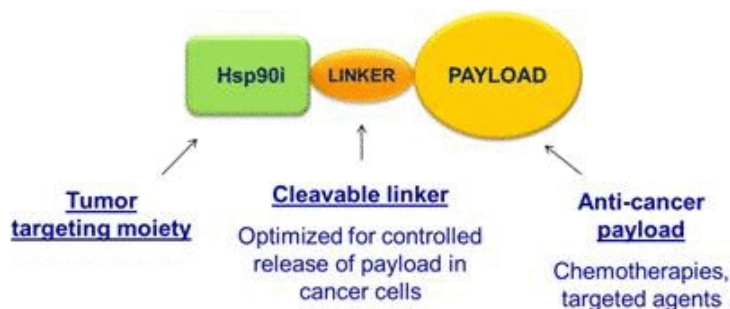 Hsp90i
LINKER
PAYLOAD
Tumor
targeting moiety
Cleavable linker
Optimized for controlled
release of payload in
cancer cells
Anti-cancer
payload
Chemotherapies,
targeted agents